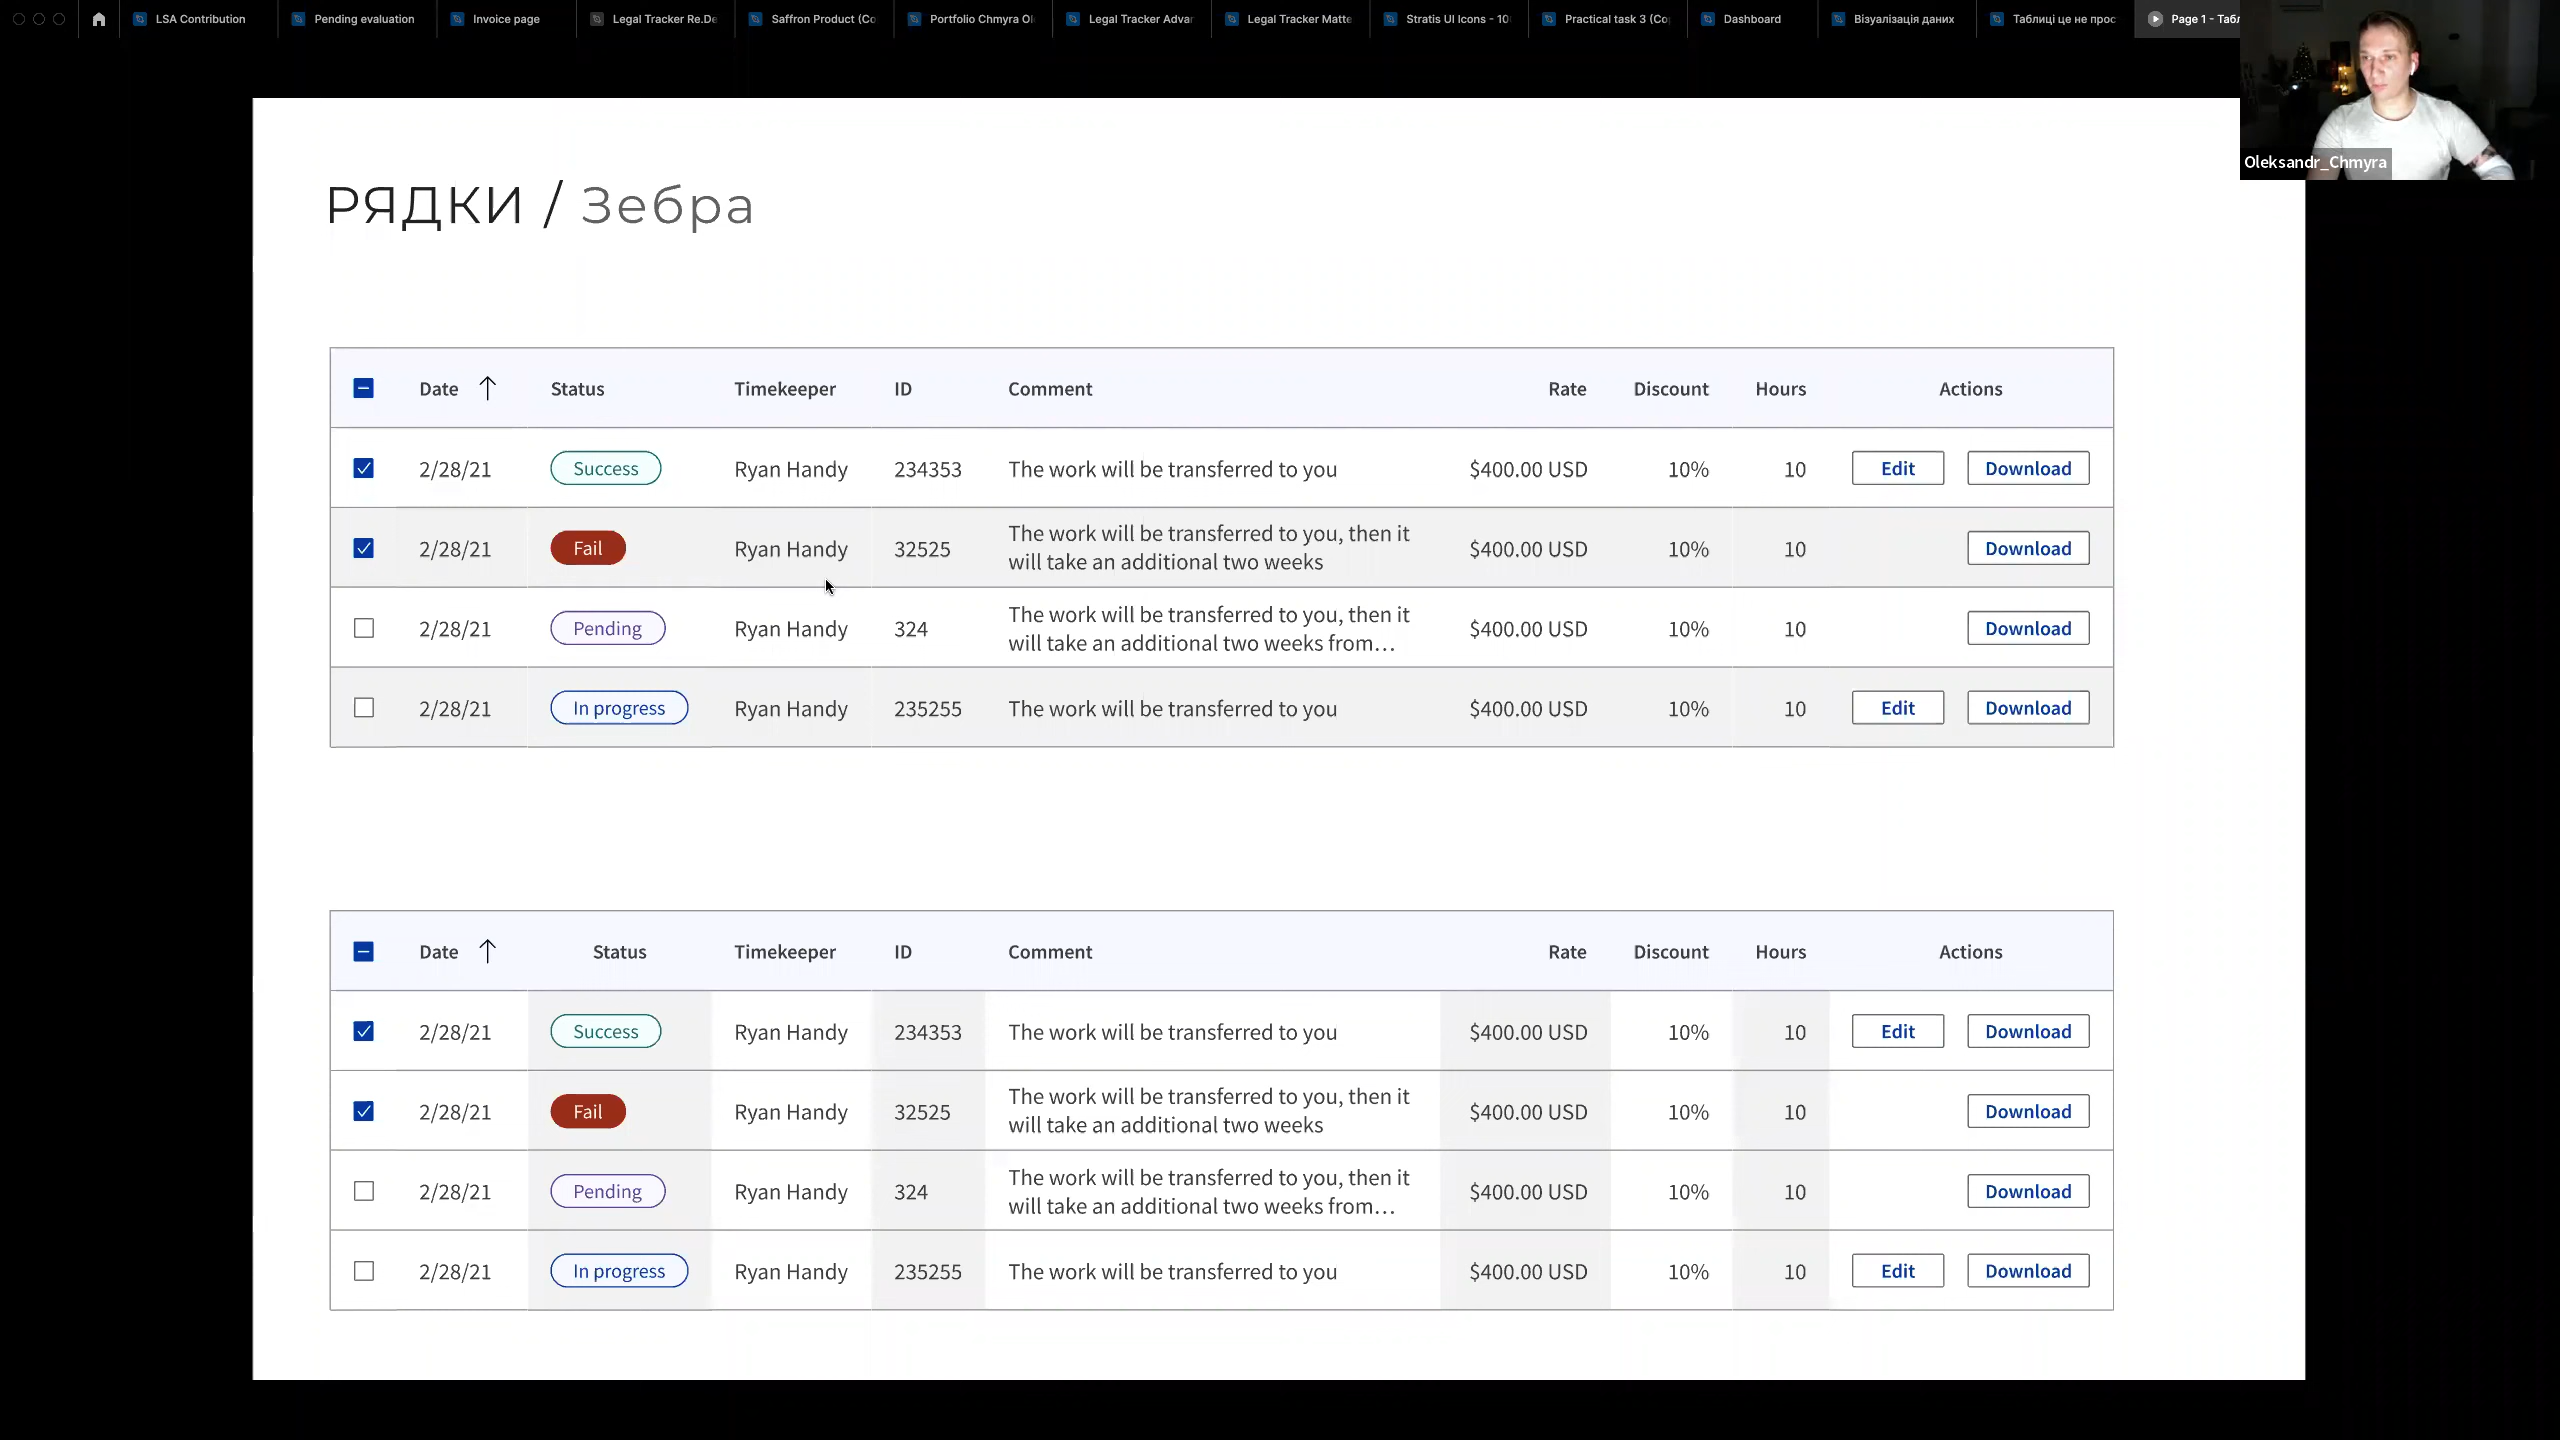 LSA Contribution
Pending evaluation
Invoice page
Legal Tracker Re.De
Saffron Product (Co
Portfolio Chmyra Ol
Legal Tracker Advar
Legal Tracker Matte
Stratis UI Icons - 10
Practical task 3 (Co
Dashboard
Візуалізація даних
Таблиці це не прос
Page 1 - Табл
Oleksandr_Chmyra
РЯДКИ / Зебра
Date Status Timekeeper ID Comment Rate Discount Hours Actions
2/28/21 Success Ryan Handy 234353 The work will be transferred to you $400.00 USD 10% 10 Edit Download
2/28/21 Fail Ryan Handy 32525 The work will be transferred to you, then it
will take an additional two weeks $400.00 USD 10% 10 Download
2/28/21 Pending Ryan Handy 324 The work will be transferred to you, then it
will take an additional two weeks from… $400.00 USD 10% 10 Download
2/28/21 In progress Ryan Handy 235255 The work will be transferred to you $400.00 USD 10% 10 Edit Download
Date Status Timekeeper ID Comment Rate Discount Hours Actions
2/28/21 Success Ryan Handy 234353 The work will be transferred to you $400.00 USD 10% 10 Edit Download
2/28/21 Fail Ryan Handy 32525 The work will be transferred to you, then it
will take an additional two weeks $400.00 USD 10% 10 Download
2/28/21 Pending Ryan Handy 324 The work will be transferred to you, then it
will take an additional two weeks from… $400.00 USD 10% 10 Download
2/28/21 In progress Ryan Handy 235255 The work will be transferred to you $400.00 USD 10% 10 Edit Download